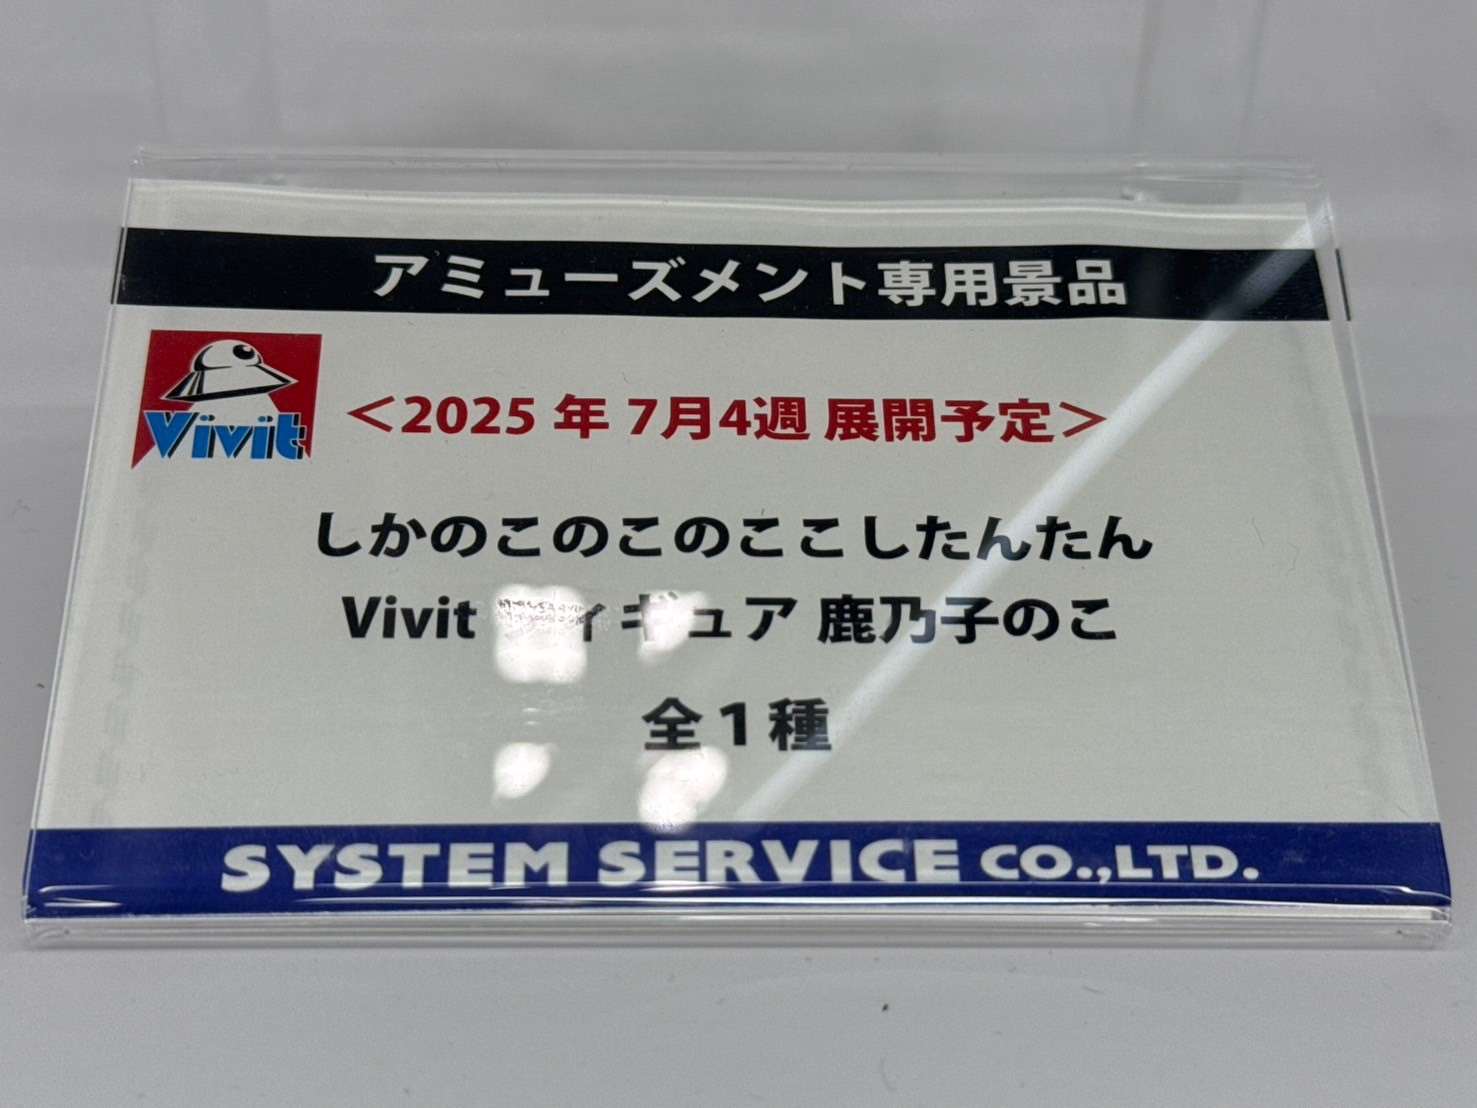 アミューズメント専用景品
Vivit
＜2025 年 7月4週 展開予定＞
しかのこのこのここしたんたん
Vivit フィギュア 鹿乃子のこ
全1種
SYSTEM SERVICE CO.,LTD.